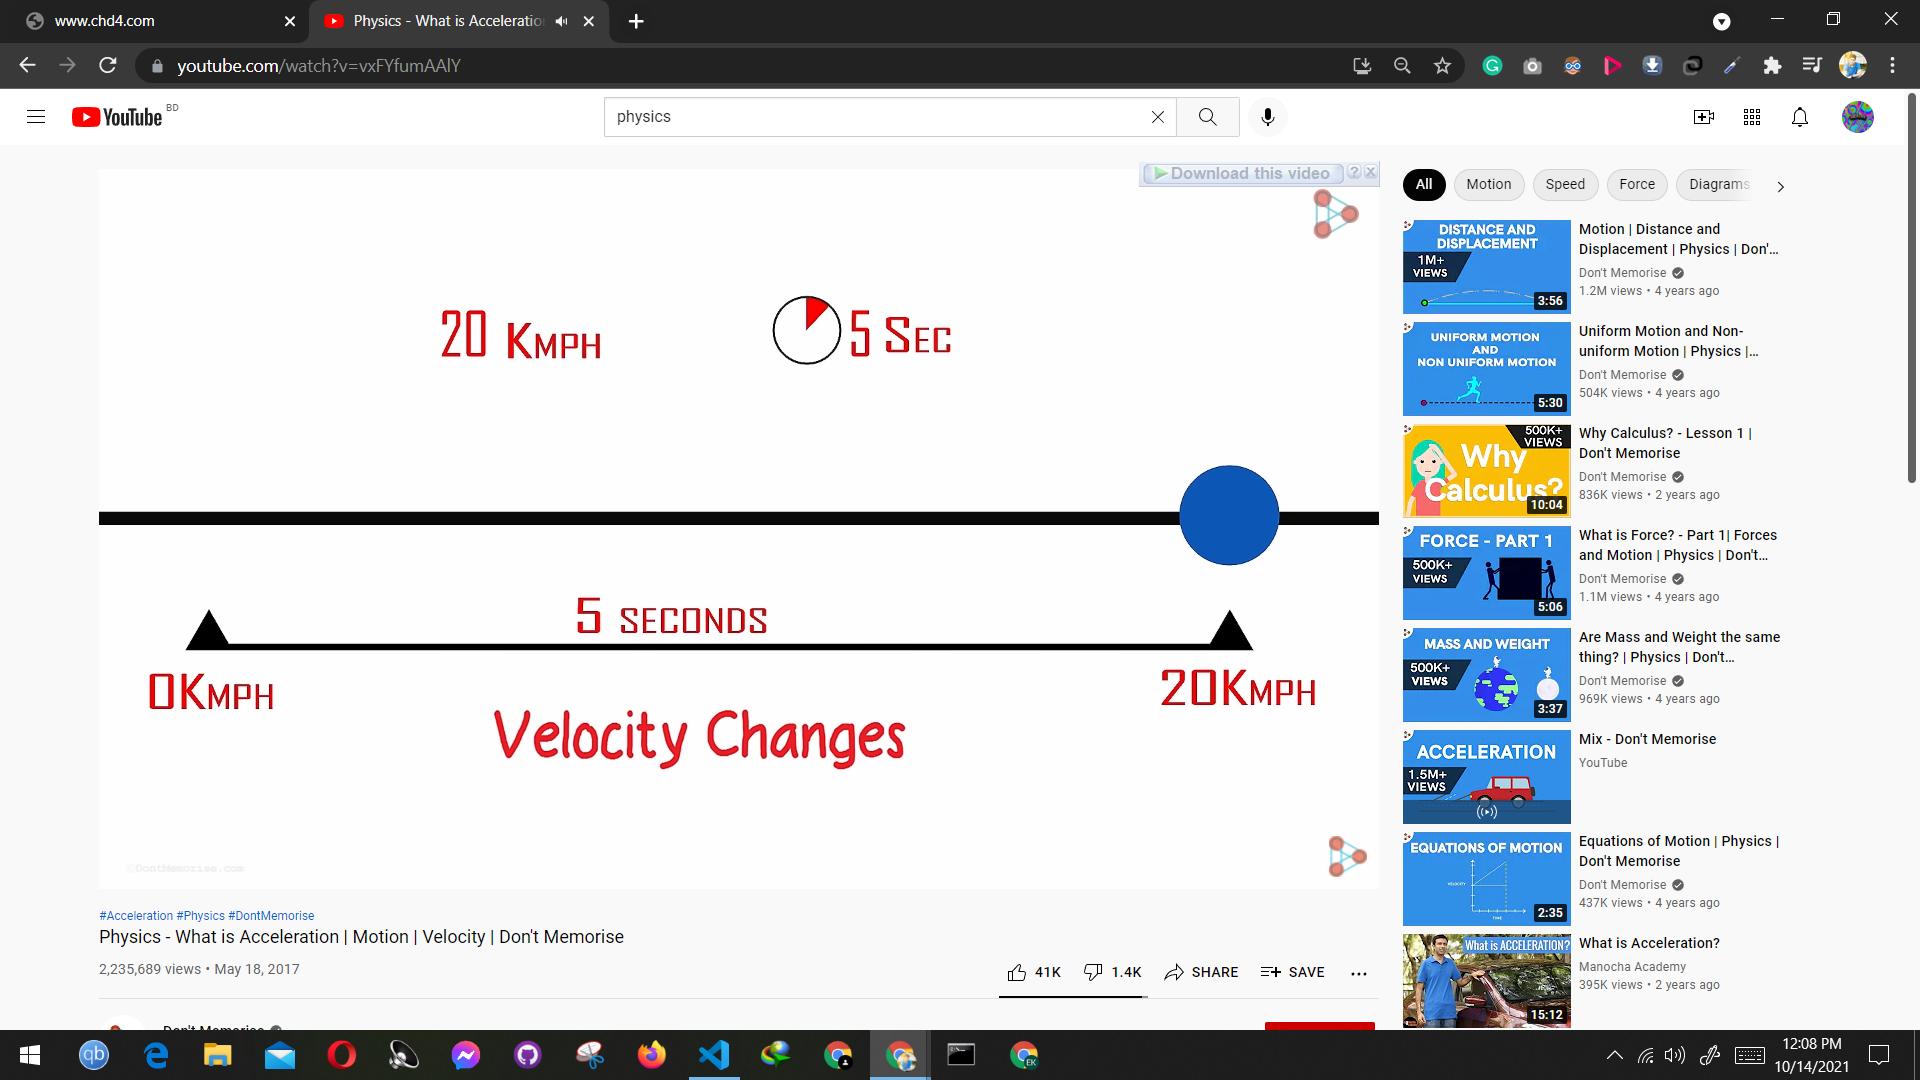 www.chd4.com
Physics - What is Acceleratio
youtube.com/watch?v=vxFYfumAAlY
YouTube BD
physics
Download this video
20 KMPH
5 SEC
5 SECONDS
0KMPH
20KMPH
Velocity Changes
©DontMemorise.com
#Acceleration #Physics #DontMemorise
Physics - What is Acceleration | Motion | Velocity | Don't Memorise
2,235,689 views • May 18, 2017
41K
1.4K
SHARE
SAVE
Don't Memorise
All
Motion
Speed
Force
Diagrams
DISTANCE AND
DISPLACEMENT
1M+
VIEWS
3:56
Motion | Distance and
Displacement | Physics | Don'...
Don't Memorise
1.2M views • 4 years ago
UNIFORM MOTION
AND
NON UNIFORM MOTION
5:30
Uniform Motion and Non-
uniform Motion | Physics |...
Don't Memorise
504K views • 4 years ago
500K+
VIEWS
Why
Calculus?
10:04
Why Calculus? - Lesson 1 |
Don't Memorise
Don't Memorise
836K views • 2 years ago
FORCE - PART 1
500K+
VIEWS
5:06
What is Force? - Part 1| Forces
and Motion | Physics | Don't...
Don't Memorise
1.1M views • 4 years ago
MASS AND WEIGHT
500K+
VIEWS
3:37
Are Mass and Weight the same
thing? | Physics | Don't...
Don't Memorise
969K views • 4 years ago
ACCELERATION
1.5M+
VIEWS
Mix - Don't Memorise
YouTube
EQUATIONS OF MOTION
VELOCITY
TIME
2:35
Equations of Motion | Physics |
Don't Memorise
Don't Memorise
437K views • 4 years ago
What is ACCELERATION?
15:12
What is Acceleration?
Manocha Academy
395K views • 2 years ago
qb
EK
12:08 PM
10/14/2021